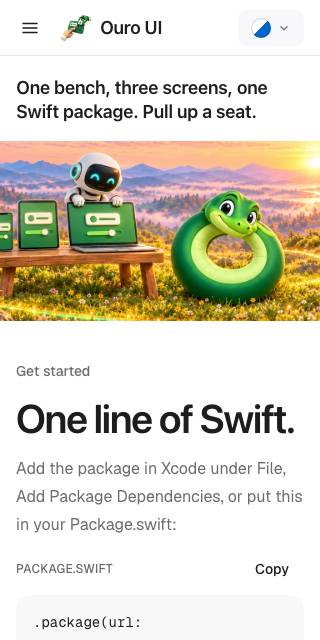 Ouro UI
One bench, three screens, one
Swift package. Pull up a seat.
Get started
One line of Swift.
Add the package in Xcode under File,
Add Package Dependencies, or put this
in your Package.swift:
PACKAGE.SWIFT
Copy
.package(url: